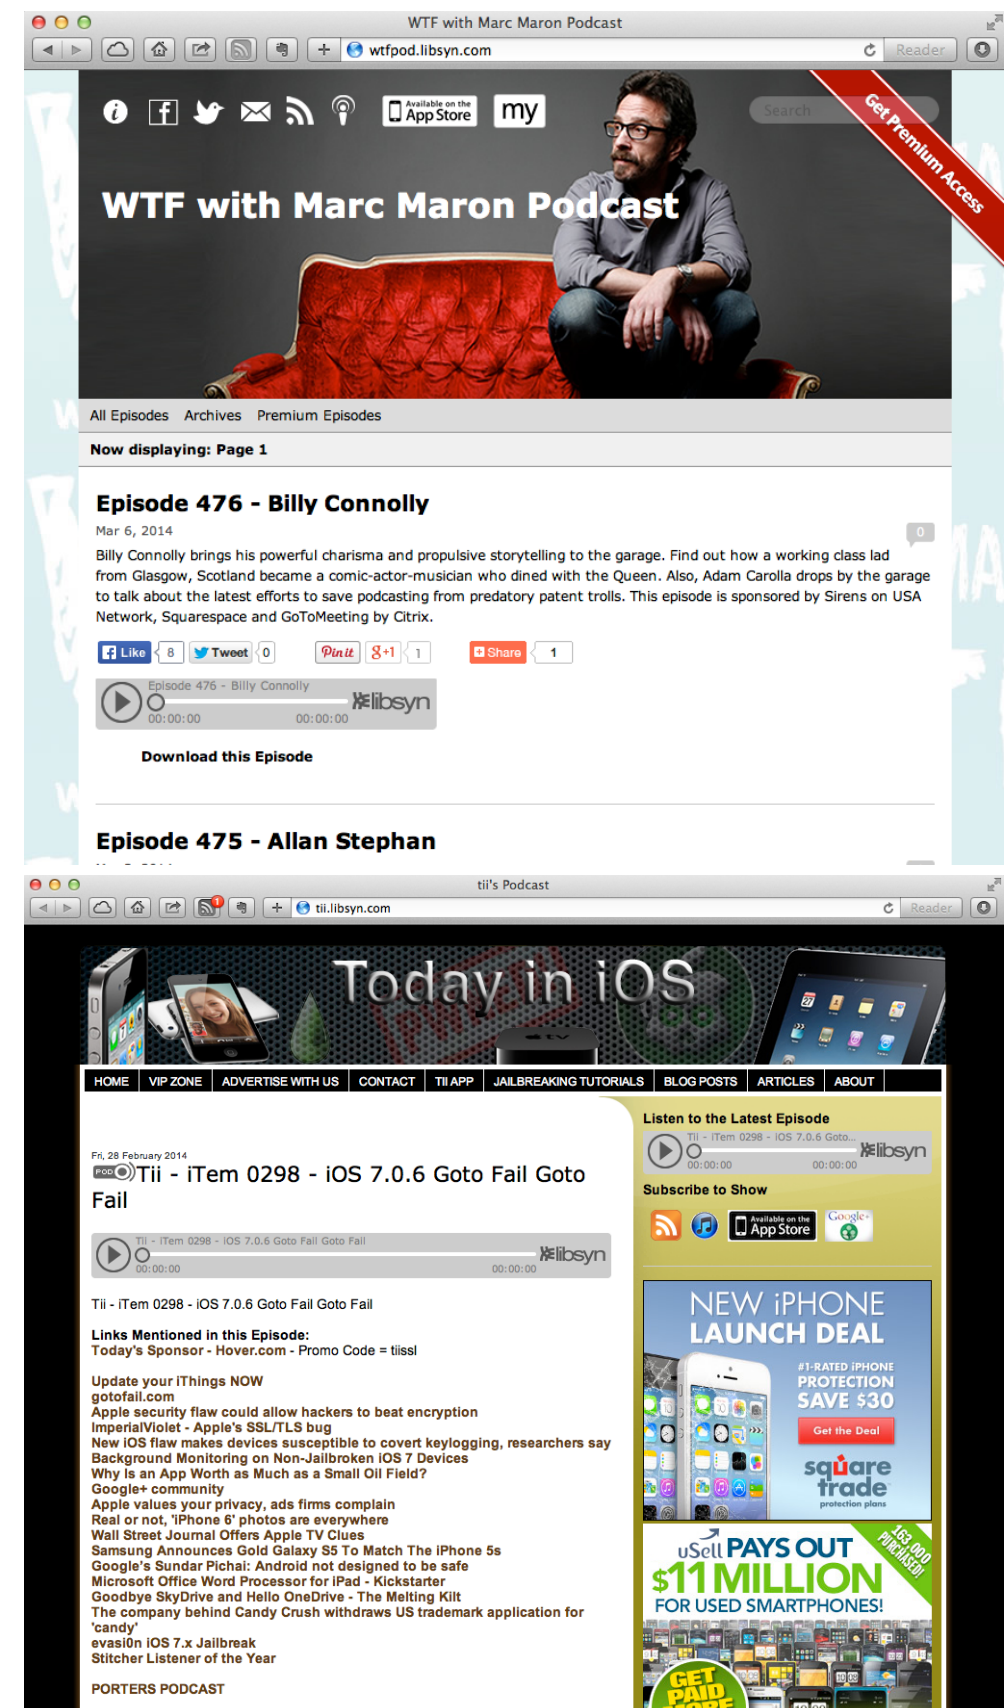 WTF with Marc Maron Podcast
wtfpod.libsyn.com
Reader
Available on the
App Store
my
Search
Get Premium Access
WTF with Marc Maron Podcast
All Episodes Archives Premium Episodes
Now displaying: Page 1
Episode 476 - Billy Connolly
Mar 6, 2014
0
Billy Connolly brings his powerful charisma and propulsive storytelling to the garage. Find out how a working class lad
from Glasgow, Scotland became a comic-actor-musician who dined with the Queen. Also, Adam Carolla drops by the garage
to talk about the latest efforts to save podcasting from predatory patent trolls. This episode is sponsored by Sirens on USA
Network, Squarespace and GoToMeeting by Citrix.
Like 8 Tweet 0 Pin it g+1 1 Share 1
Episode 476 - Billy Connolly
libsyn
00:00:00 00:00:00
Download this Episode
Episode 475 - Allan Stephan
tii's Podcast
1
tii.libsyn.com
Reader
Today in iOS
tv
HOME VIP ZONE ADVERTISE WITH US CONTACT TII APP JAILBREAKING TUTORIALS BLOG POSTS ARTICLES ABOUT
Fri, 28 February 2014
POD Tii - iTem 0298 - iOS 7.0.6 Goto Fail Goto
Fail
Tii - iTem 0298 - iOS 7.0.6 Goto Fail Goto Fail
libsyn
00:00:00 00:00:00
Tii - iTem 0298 - iOS 7.0.6 Goto Fail Goto Fail
Links Mentioned in this Episode:
Today's Sponsor - Hover.com - Promo Code = tiissl
Update your iThings NOW
gotofail.com
Apple security flaw could allow hackers to beat encryption
ImperialViolet - Apple's SSL/TLS bug
New iOS flaw makes devices susceptible to covert keylogging, researchers say
Background Monitoring on Non-Jailbroken iOS 7 Devices
Why Is an App Worth as Much as a Small Oil Field?
Google+ community
Apple values your privacy, ads firms complain
Real or not, 'iPhone 6' photos are everywhere
Wall Street Journal Offers Apple TV Clues
Samsung Announces Gold Galaxy S5 To Match The iPhone 5s
Google's Sundar Pichai: Android not designed to be safe
Microsoft Office Word Processor for iPad - Kickstarter
Goodbye SkyDrive and Hello OneDrive - The Melting Kilt
The company behind Candy Crush withdraws US trademark application for
'candy'
evasi0n iOS 7.x Jailbreak
Stitcher Listener of the Year
PORTERS PODCAST
Listen to the Latest Episode
Tii - iTem 0298 - iOS 7.0.6 Goto...
libsyn
00:00:00 00:00:00
Subscribe to Show
Available on the
App Store
Google+
NEW iPHONE
LAUNCH DEAL
#1-RATED iPHONE
PROTECTION
SAVE $30
Get the Deal
square
trade
protection plans
uSell PAYS OUT
$11 MILLION
FOR USED SMARTPHONES!
163,000
PURCHASED!
GET
PAID